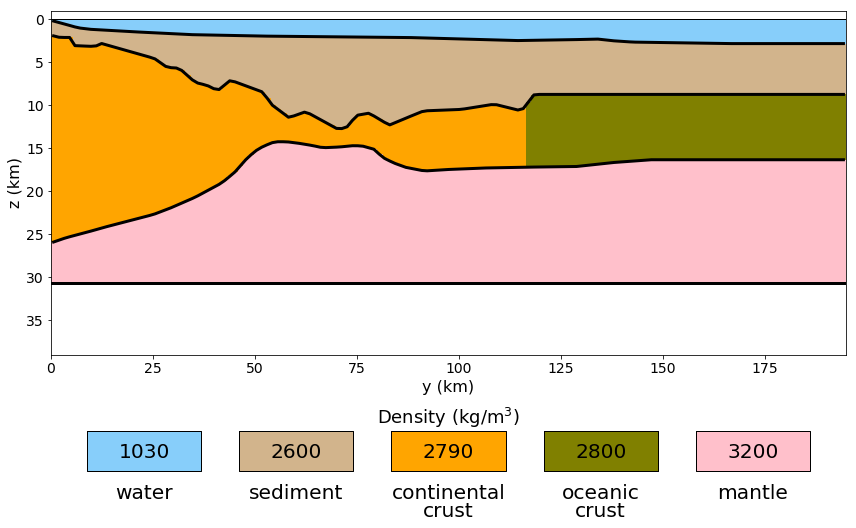 0
5
10
15
20
25
30
35
z (km)
0 25 50 75 100 125 150 175
y (km)
Density (kg/m³)
1030 2600 2790 2800 3200
water sediment continental oceanic mantle
crust crust